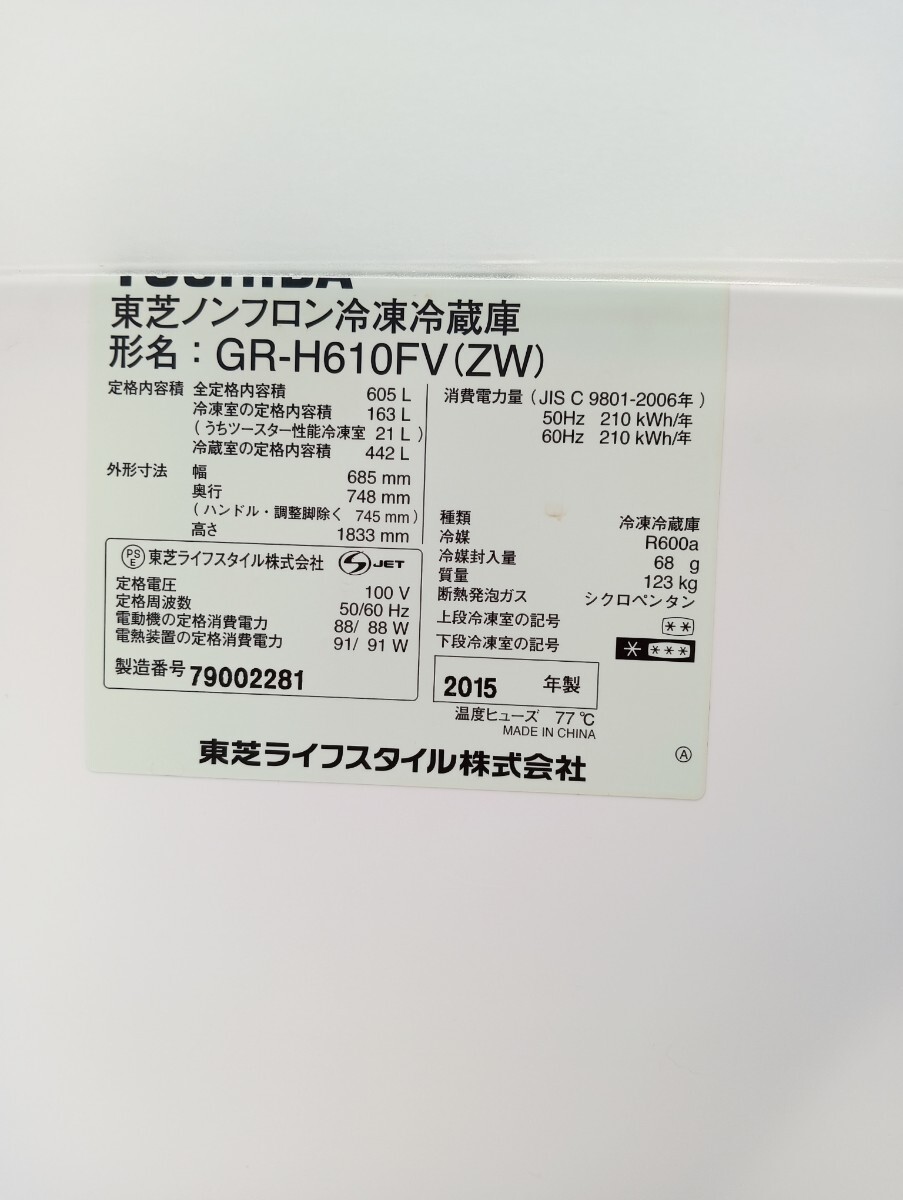 TOSHIBA
東芝ノンフロン冷凍冷蔵庫
形名：GR-H610FV(ZW)
定格内容積 全定格内容積 605 L
冷凍室の定格内容積 163 L
（うちツースター性能冷凍室 21 L）
冷蔵室の定格内容積 442 L
外形寸法 幅 685 mm
奥行 748 mm
（ハンドル・調整脚除く 745 mm）
高さ 1833 mm
PSE 東芝ライフスタイル株式会社 JET
定格電圧 100 V
定格周波数 50/60 Hz
電動機の定格消費電力 88/ 88 W
電熱装置の定格消費電力 91/ 91 W
製造番号 79002281
消費電力量（JIS C 9801-2006年）
50Hz 210 kWh/年
60Hz 210 kWh/年
種類 冷凍冷蔵庫
冷媒 R600a
冷媒封入量 68 g
質量 123 kg
断熱発泡ガス シクロペンタン
上段冷凍室の記号 **
下段冷凍室の記号 * ***
2015 年製
温度ヒューズ 77℃
MADE IN CHINA
東芝ライフスタイル株式会社
Ⓐ